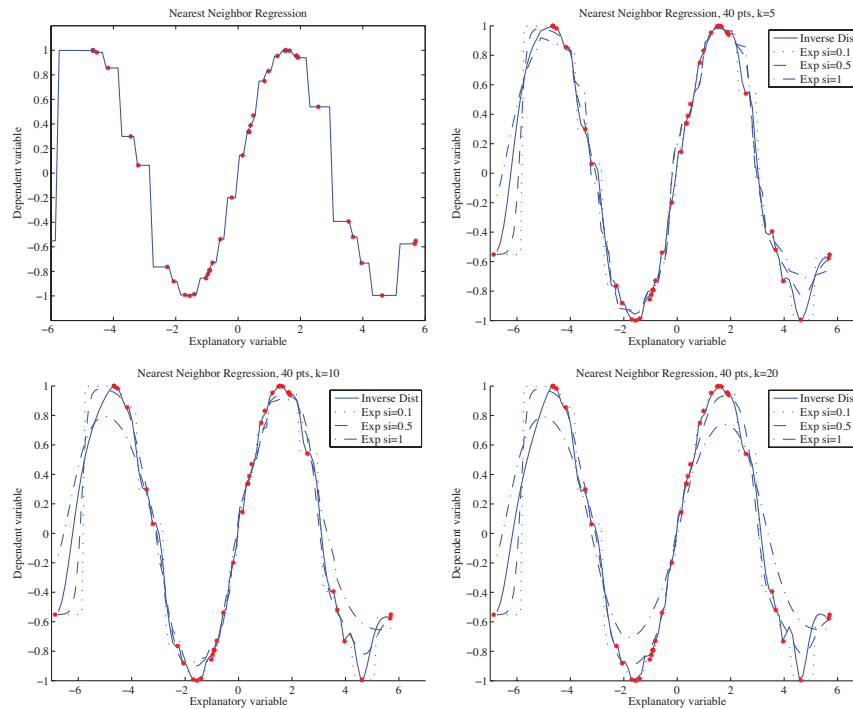 Nearest Neighbor Regression
1
0.8
0.6
0.4
0.2
0
−0.2
−0.4
−0.6
−0.8
−1
Dependent variable
−6 −4 −2 0 2 4 6
Explanatory variable
Nearest Neighbor Regression, 40 pts, k=5
1
0.8
0.6
0.4
0.2
0
−0.2
−0.4
−0.6
−0.8
−1
Dependent variable
Inverse Dist
Exp si=0.1
Exp si=0.5
Exp si=1
−6 −4 −2 0 2 4 6
Explanatory variable
Nearest Neighbor Regression, 40 pts, k=10
1
0.8
0.6
0.4
0.2
0
−0.2
−0.4
−0.6
−0.8
−1
Dependent variable
Inverse Dist
Exp si=0.1
Exp si=0.5
Exp si=1
−6 −4 −2 0 2 4 6
Explanatory variable
Nearest Neighbor Regression, 40 pts, k=20
1
0.8
0.6
0.4
0.2
0
−0.2
−0.4
−0.6
−0.8
−1
Dependent variable
Inverse Dist
Exp si=0.1
Exp si=0.5
Exp si=1
−6 −4 −2 0 2 4 6
Explanatory variable